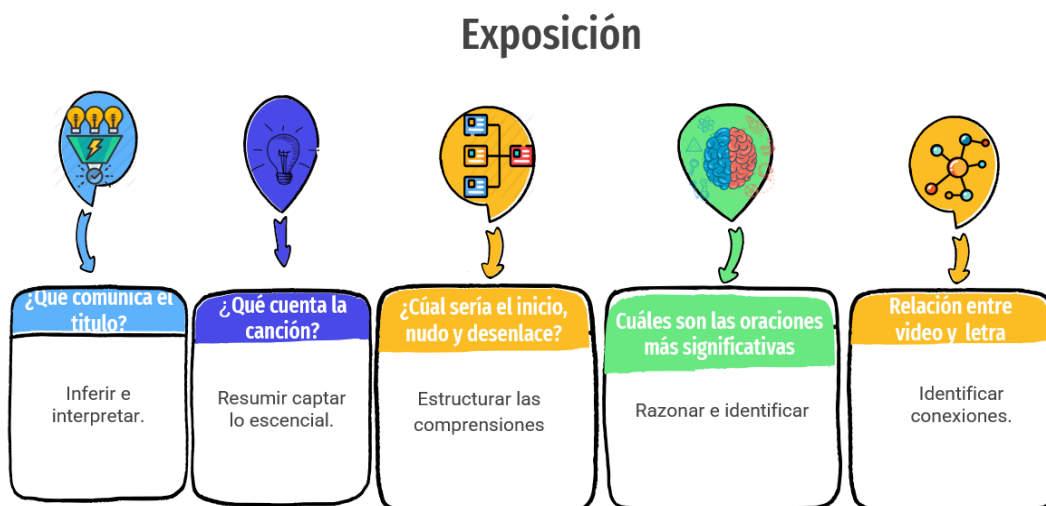 Exposición
¿Qué comunica el
titulo?
Inferir e
interpretar.
¿Qué cuenta la
canción?
Resumir captar
lo escencial.
¿Cúal sería el inicio,
nudo y desenlace?
Estructurar las
comprensiones
Cuáles son las oraciones
más significativas
Razonar e identificar
Relación entre
video y letra
Identificar
conexiones.